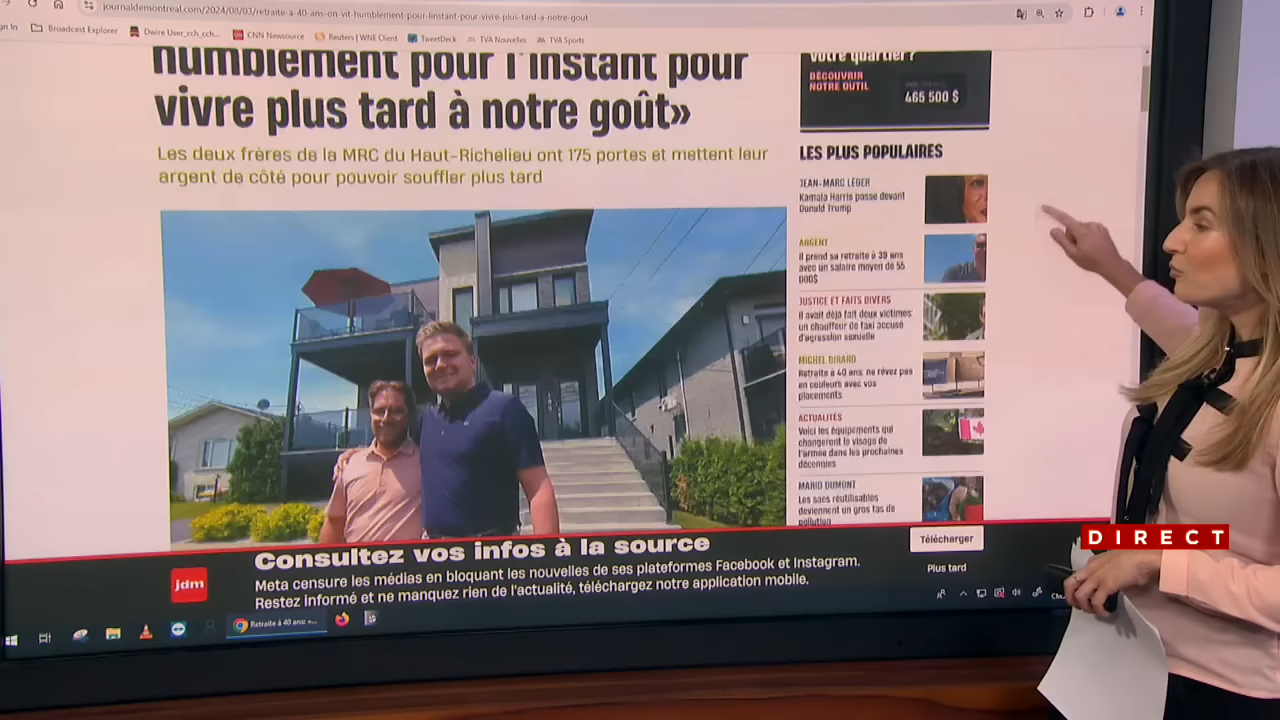 journaldemontreal.com/2024/08/03/retraite-a-40-ans-on-vit-humblement-pour-linstant-pour-vivre-plus-tard-a-notre-gout
Sign In
Broadcast Explorer
Dwire User_cch_cch...
CNN Newsource
Reuters | WNE Client
TweetDeck
TVA Nouvelles
TVA Sports
humblement pour l'instant pour
vivre plus tard à notre goût»
Les deux frères de la MRC du Haut-Richelieu ont 175 portes et mettent leur
argent de côté pour pouvoir souffler plus tard
votre quartier?
DÉCOUVRIR
NOTRE OUTIL
465 500 $
LES PLUS POPULAIRES
JEAN-MARC LÉGER
Kamala Harris passe devant
Donald Trump
ARGENT
Il prend sa retraite à 39 ans
avec un salaire moyen de 55
000$
JUSTICE ET FAITS DIVERS
Il avait déjà fait deux victimes:
un chauffeur de taxi accusé
d'agression sexuelle
MICHEL GIRARD
Retraite à 40 ans: ne rêvez pas
en couleurs avec vos
placements
ACTUALITÉS
Voici les équipements qui
changeront le visage de
l'armée dans les prochaines
décennies
MARIO DUMONT
Les sacs réutilisables
deviennent un gros tas de
pollution
DIRECT
jdm
Consultez vos infos à la source
Meta censure les médias en bloquant les nouvelles de ses plateformes Facebook et Instagram.
Restez informé et ne manquez rien de l'actualité, téléchargez notre application mobile.
Télécharger
Plus tard
Retraite à 40 ans: «...